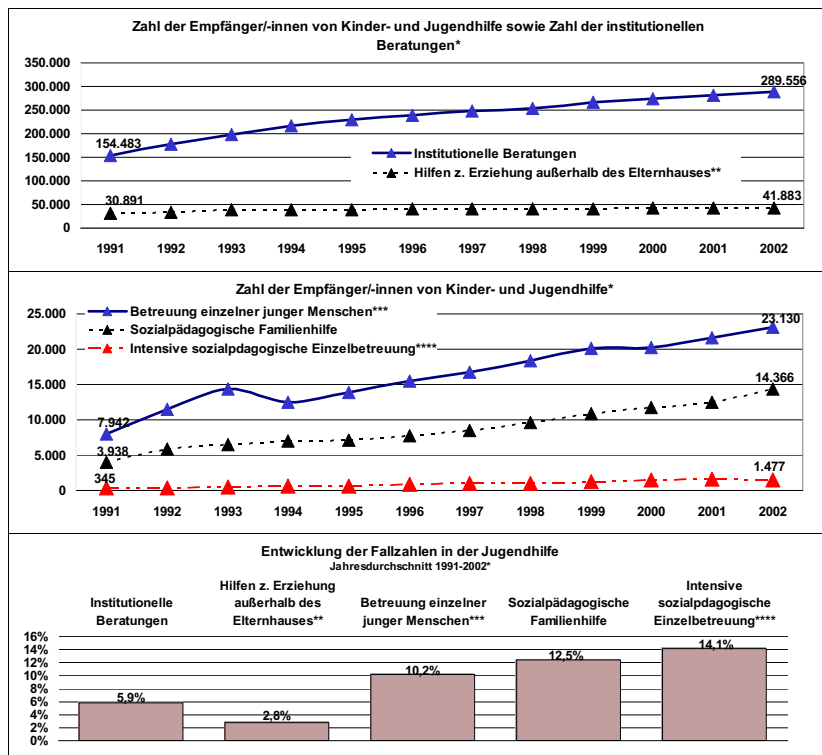 Zahl der Empfänger/-innen von Kinder- und Jugendhilfe sowie Zahl der institutionellen
Beratungen*
350.000
300.000
250.000
200.000
150.000
100.000
50.000
0
154.483
289.556
30.891
41.883
Institutionelle Beratungen
Hilfen z. Erziehung außerhalb des Elternhauses**
1991 1992 1993 1994 1995 1996 1997 1998 1999 2000 2001 2002
Zahl der Empfänger/-innen von Kinder- und Jugendhilfe*
25.000
20.000
15.000
10.000
5.000
0
Betreuung einzelner junger Menschen***
Sozialpädagogische Familienhilfe
Intensive sozialpdagogische Einzelbetreuung****
23.130
14.366
7.942
3.938
345
1.477
1991 1992 1993 1994 1995 1996 1997 1998 1999 2000 2001 2002
Entwicklung der Fallzahlen in der Jugendhilfe
Jahresdurchschnitt 1991-2002*
Institutionelle
Beratungen
Hilfen z. Erziehung
außerhalb des
Elternhauses**
Betreuung einzelner
junger Menschen***
Sozialpädagogische
Familienhilfe
Intensive
sozialpdagogische
Einzelbetreuung****
16%
14%
12%
10%
8%
6%
4%
2%
0%
5,9%
2,8%
10,2%
12,5%
14,1%